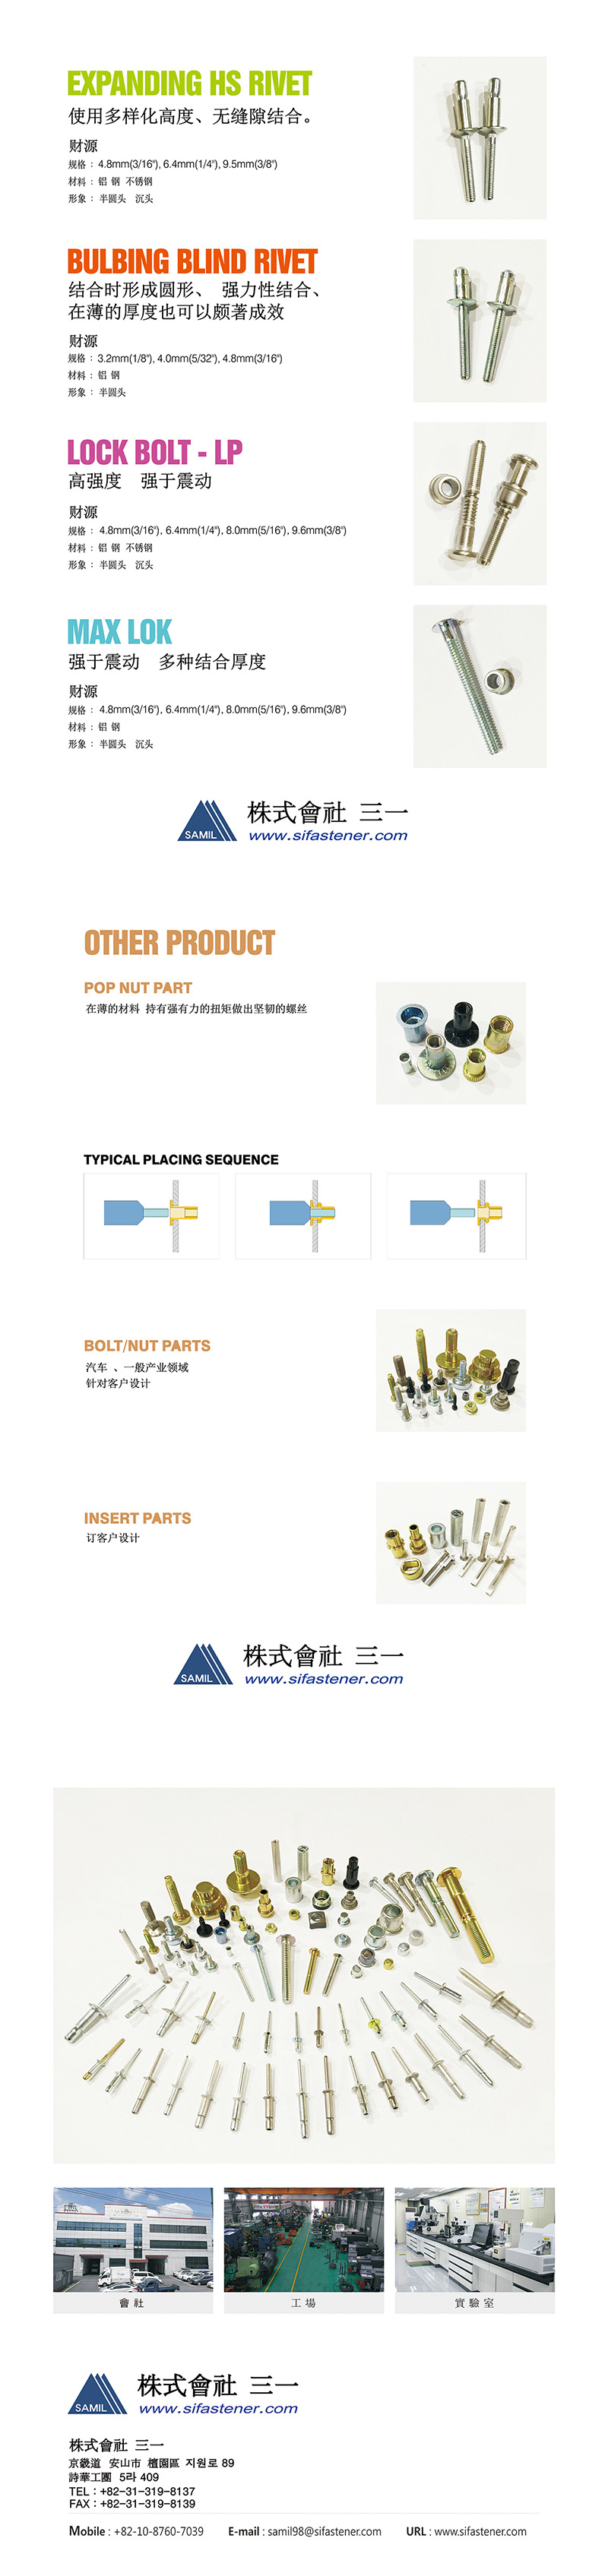 EXPANDING HS RIVET
使用多样化高度、无缝隙结合。
财源
规格 : 4.8mm(3/16"), 6.4mm(1/4"), 9.5mm(3/8")
材料 : 铝 钢 不锈钢
形象 : 半圆头 沉头
BULBING BLIND RIVET
结合时形成圆形、 强力性结合、
在薄的厚度也可以颇著成效
财源
规格 : 3.2mm(1/8"), 4.0mm(5/32"), 4.8mm(3/16")
材料 : 铝 钢
形象 : 半圆头
LOCK BOLT - LP
高强度 强于震动
财源
规格 : 4.8mm(3/16"), 6.4mm(1/4"), 8.0mm(5/16"), 9.6mm(3/8")
材料 : 铝 钢 不锈钢
形象 : 半圆头 沉头
MAX LOK
强于震动 多种结合厚度
财源
规格 : 4.8mm(3/16"), 6.4mm(1/4"), 8.0mm(5/16"), 9.6mm(3/8")
材料 : 铝 钢
形象 : 半圆头 沉头
SAMIL 株式會社 三一
www.sifastener.com
OTHER PRODUCT
POP NUT PART
在薄的材料 持有强有力的扭矩做出坚韧的螺丝
TYPICAL PLACING SEQUENCE
BOLT/NUT PARTS
汽车 、一般产业领域
针对客户设计
INSERT PARTS
订客户设计
SAMIL 株式會社 三一
www.sifastener.com
會社 工場 實驗室
SAMIL 株式會社 三一
www.sifastener.com
株式會社 三一
京畿道 安山市 檀園區 지원로 89
詩華工團 5라 409
TEL : +82-31-319-8137
FAX : +82-31-319-8139
Mobile : +82-10-8760-7039 E-mail : samil98@sifastener.com URL : www.sifastener.com